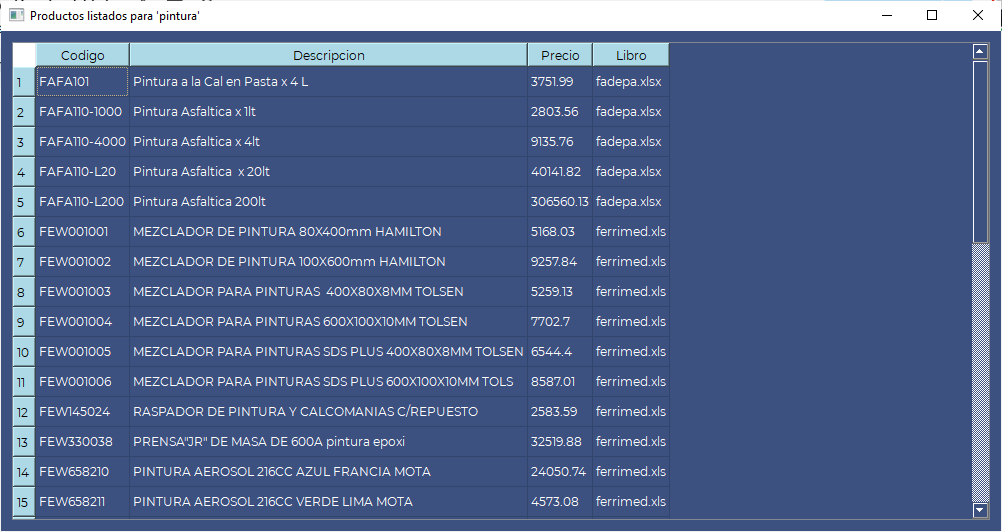 Productos listados para 'pintura'
Codigo Descripcion Precio Libro
1 FAFA101 Pintura a la Cal en Pasta x 4 L 3751.99 fadepa.xlsx
2 FAFA110-1000 Pintura Asfaltica x 1lt 2803.56 fadepa.xlsx
3 FAFA110-4000 Pintura Asfaltica x 4lt 9135.76 fadepa.xlsx
4 FAFA110-L20 Pintura Asfaltica  x 20lt 40141.82 fadepa.xlsx
5 FAFA110-L200 Pintura Asfaltica 200lt 306560.13 fadepa.xlsx
6 FEW001001 MEZCLADOR DE PINTURA 80X400mm HAMILTON 5168.03 ferrimed.xls
7 FEW001002 MEZCLADOR DE PINTURA 100X600mm HAMILTON 9257.84 ferrimed.xls
8 FEW001003 MEZCLADOR PARA PINTURAS  400X80X8MM TOLSEN 5259.13 ferrimed.xls
9 FEW001004 MEZCLADOR PARA PINTURAS 600X100X10MM TOLSEN 7702.7 ferrimed.xls
10 FEW001005 MEZCLADOR PARA PINTURAS SDS PLUS 400X80X8MM TOLSEN 6544.4 ferrimed.xls
11 FEW001006 MEZCLADOR PARA PINTURAS SDS PLUS 600X100X10MM TOLS 8587.01 ferrimed.xls
12 FEW145024 RASPADOR DE PINTURA Y CALCOMANIAS C/REPUESTO 2583.59 ferrimed.xls
13 FEW330038 PRENSA"JR" DE MASA DE 600A pintura epoxi 32519.88 ferrimed.xls
14 FEW658210 PINTURA AEROSOL 216CC AZUL FRANCIA MOTA 24050.74 ferrimed.xls
15 FEW658211 PINTURA AEROSOL 216CC VERDE LIMA MOTA 4573.08 ferrimed.xls